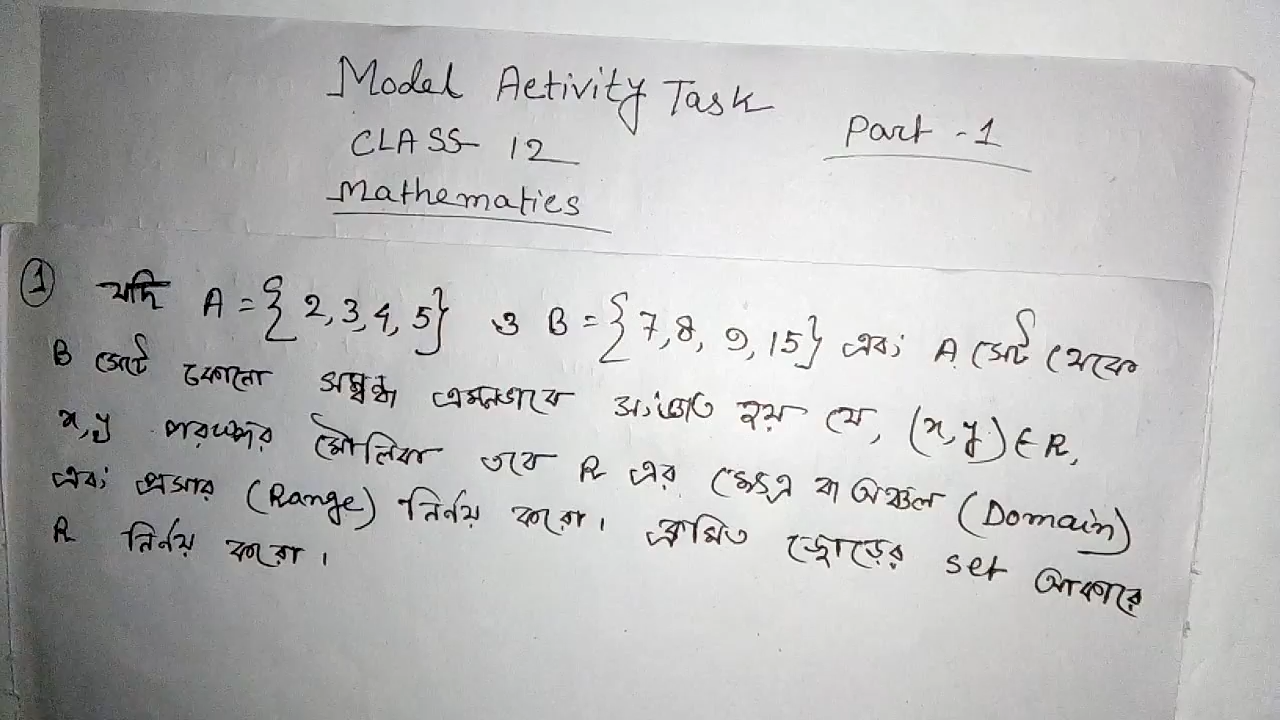 Model Activity Task
Part - 1
CLASS- 12
Mathematics
① যদি A = { 2, 3, 4, 5} ও B = {7, 8, 9, 15} এবং A সেট থেকে
B সেটে কোনো সম্বন্ধ এমনভাবে সংজ্ঞাত হয় যে, (x, y) ∈ R,
x, y পরস্পর মৌলিক তবে R এর ক্ষেত্র বা অঞ্চল (Domain)
এবং প্রসার (Range) নির্নয় করো। ক্রমিত জোড়ের set আকারে
R নির্নয় করো।